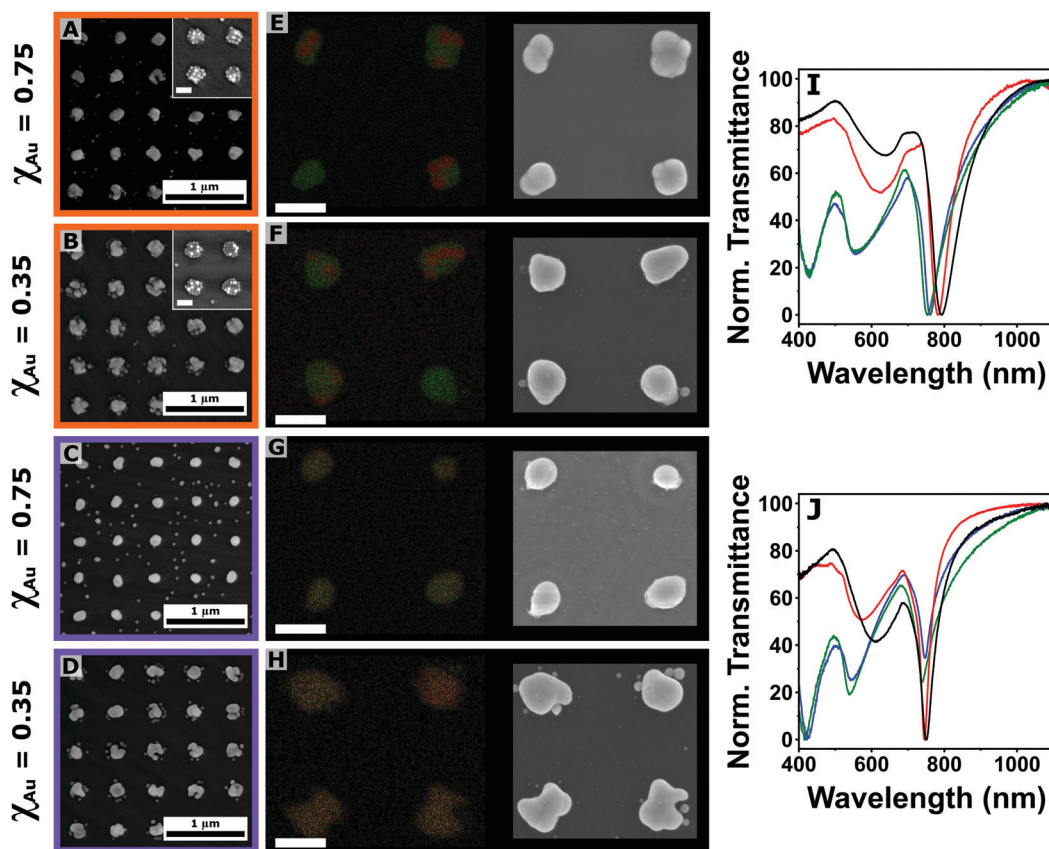 χAu = 0.75
A
1 μm
E
χAu = 0.35
B
1 μm
F
χAu = 0.75
C
1 μm
G
χAu = 0.35
D
1 μm
H
I
Norm. Transmittance
100
80
60
40
20
0
400 600 800 1000
Wavelength (nm)
J
Norm. Transmittance
100
80
60
40
20
0
400 600 800 1000
Wavelength (nm)